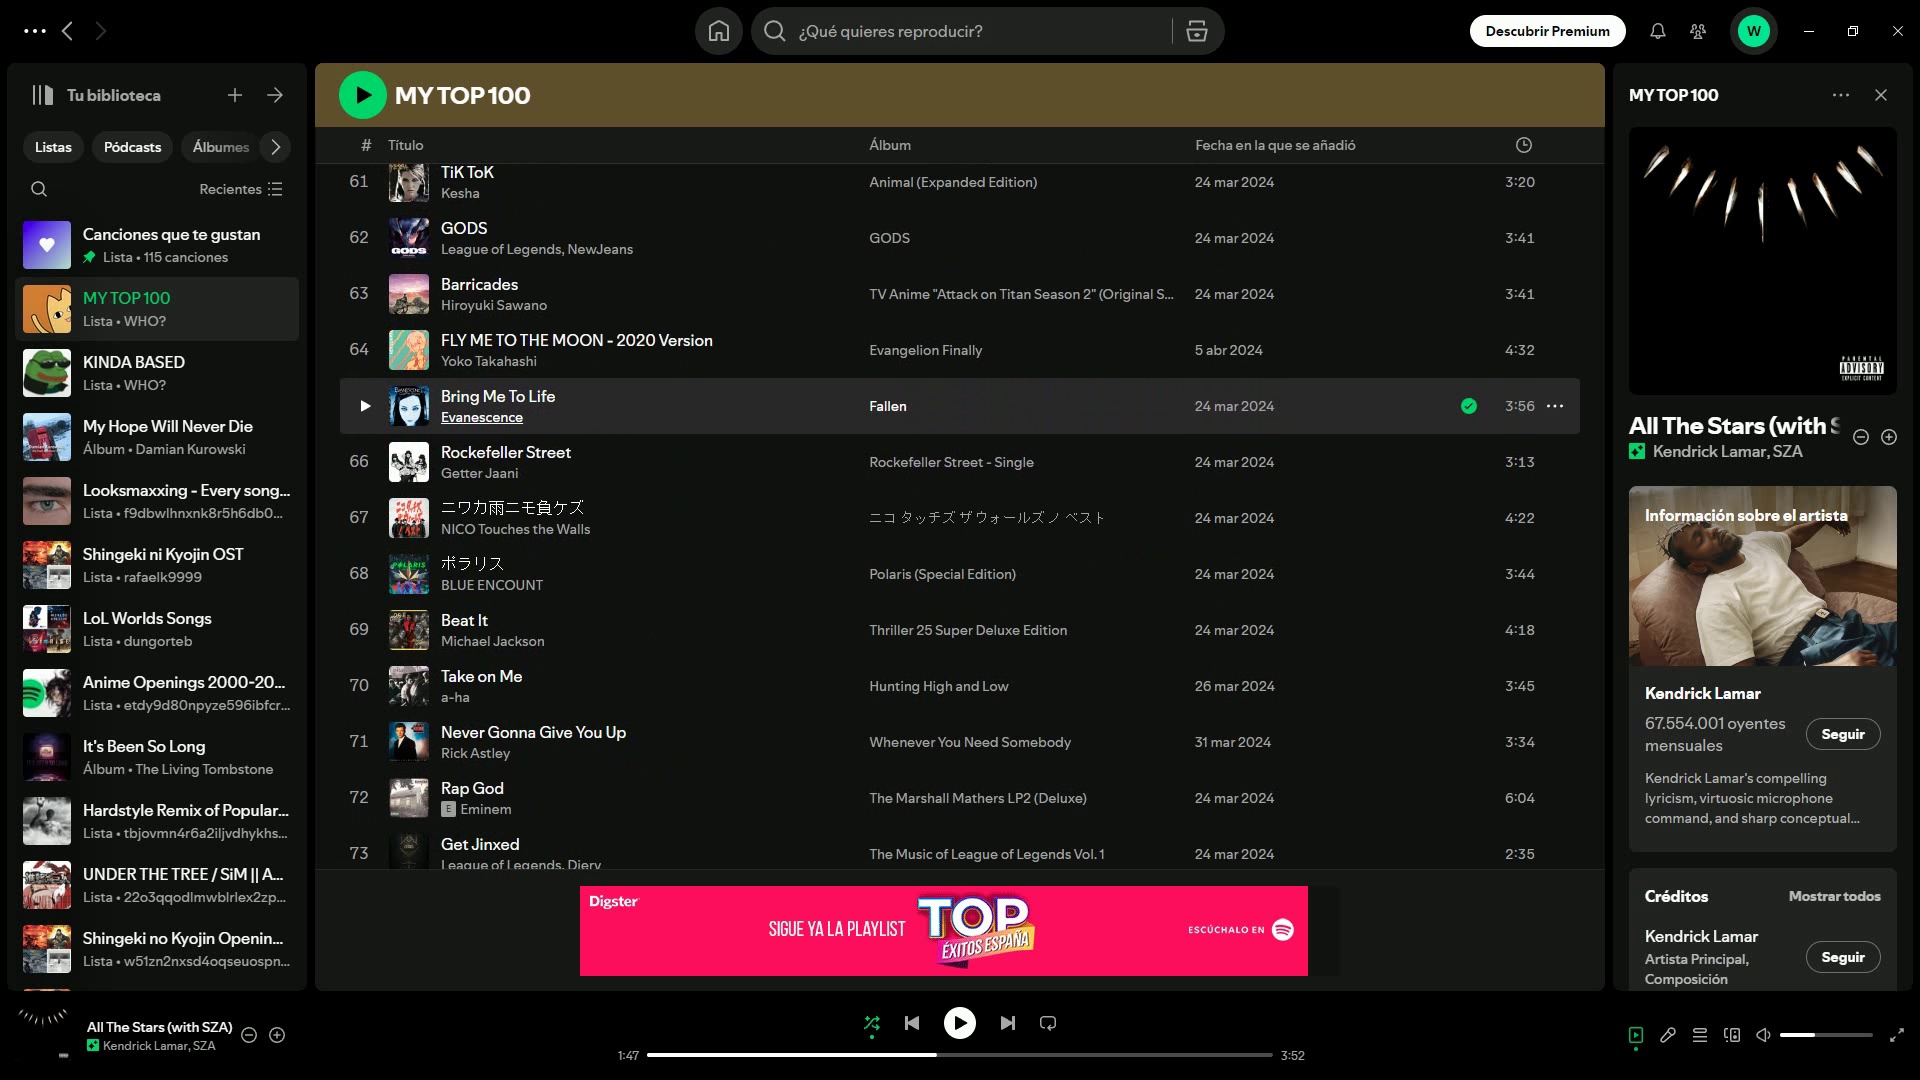 ¿Qué quieres reproducir?
Descubrir Premium
W
Tu biblioteca
Listas
Pódcasts
Álbumes
Recientes
Canciones que te gustan
Lista • 115 canciones
MY TOP 100
Lista • WHO?
KINDA BASED
Lista • WHO?
My Hope Will Never Die
Álbum • Damian Kurowski
Looksmaxxing - Every song...
Lista • f9dbwlhnxnk8r5h6db0...
Shingeki ni Kyojin OST
Lista • rafaelk9999
LoL Worlds Songs
Lista • dungorteb
Anime Openings 2000-20...
Lista • etdy9d80npyze596ibfcr...
It's Been So Long
Álbum • The Living Tombstone
Hardstyle Remix of Popular...
Lista • tbjovmn4r6a2iljvdhykhs...
UNDER THE TREE / SiM || A...
Lista • 22o3qqodlmwblrlex2zp...
Shingeki no Kyojin Openin...
Lista • w51zn2nxsd4oqseuospn...
MY TOP 100
# Título Álbum Fecha en la que se añadió
61 TiK ToK Animal (Expanded Edition) 24 mar 2024 3:20
Kesha
62 GODS GODS 24 mar 2024 3:41
League of Legends, NewJeans
63 Barricades TV Anime "Attack on Titan Season 2" (Original S... 24 mar 2024 3:41
Hiroyuki Sawano
64 FLY ME TO THE MOON - 2020 Version Evangelion Finally 5 abr 2024 4:32
Yoko Takahashi
Bring Me To Life Fallen 24 mar 2024 3:56
Evanescence
66 Rockefeller Street Rockefeller Street - Single 24 mar 2024 3:13
Getter Jaani
67 ニワカ雨ニモ負ケズ ニコ タッチズ ザ ウォールズ ノ ベスト 24 mar 2024 4:22
NICO Touches the Walls
68 ポラリス Polaris (Special Edition) 24 mar 2024 3:44
BLUE ENCOUNT
69 Beat It Thriller 25 Super Deluxe Edition 24 mar 2024 4:18
Michael Jackson
70 Take on Me Hunting High and Low 26 mar 2024 3:45
a-ha
71 Never Gonna Give You Up Whenever You Need Somebody 31 mar 2024 3:34
Rick Astley
72 Rap God The Marshall Mathers LP2 (Deluxe) 24 mar 2024 6:04
E Eminem
73 Get Jinxed The Music of League of Legends Vol. 1 24 mar 2024 2:35
League of Legends, Djerv
Digster
SIGUE YA LA PLAYLIST
TOP
ÉXITOS ESPAÑA
ESCÚCHALO EN
MY TOP 100
PARENTAL
ADVISORY
EXPLICIT CONTENT
All The Stars (with S
Kendrick Lamar, SZA
Información sobre el artista
Kendrick Lamar
67.554.001 oyentes
mensuales
Seguir
Kendrick Lamar's compelling
lyricism, virtuosic microphone
command, and sharp conceptual...
Créditos
Mostrar todos
Kendrick Lamar
Artista Principal,
Composición
Seguir
All The Stars (with SZA)
Kendrick Lamar, SZA
1:47
3:52